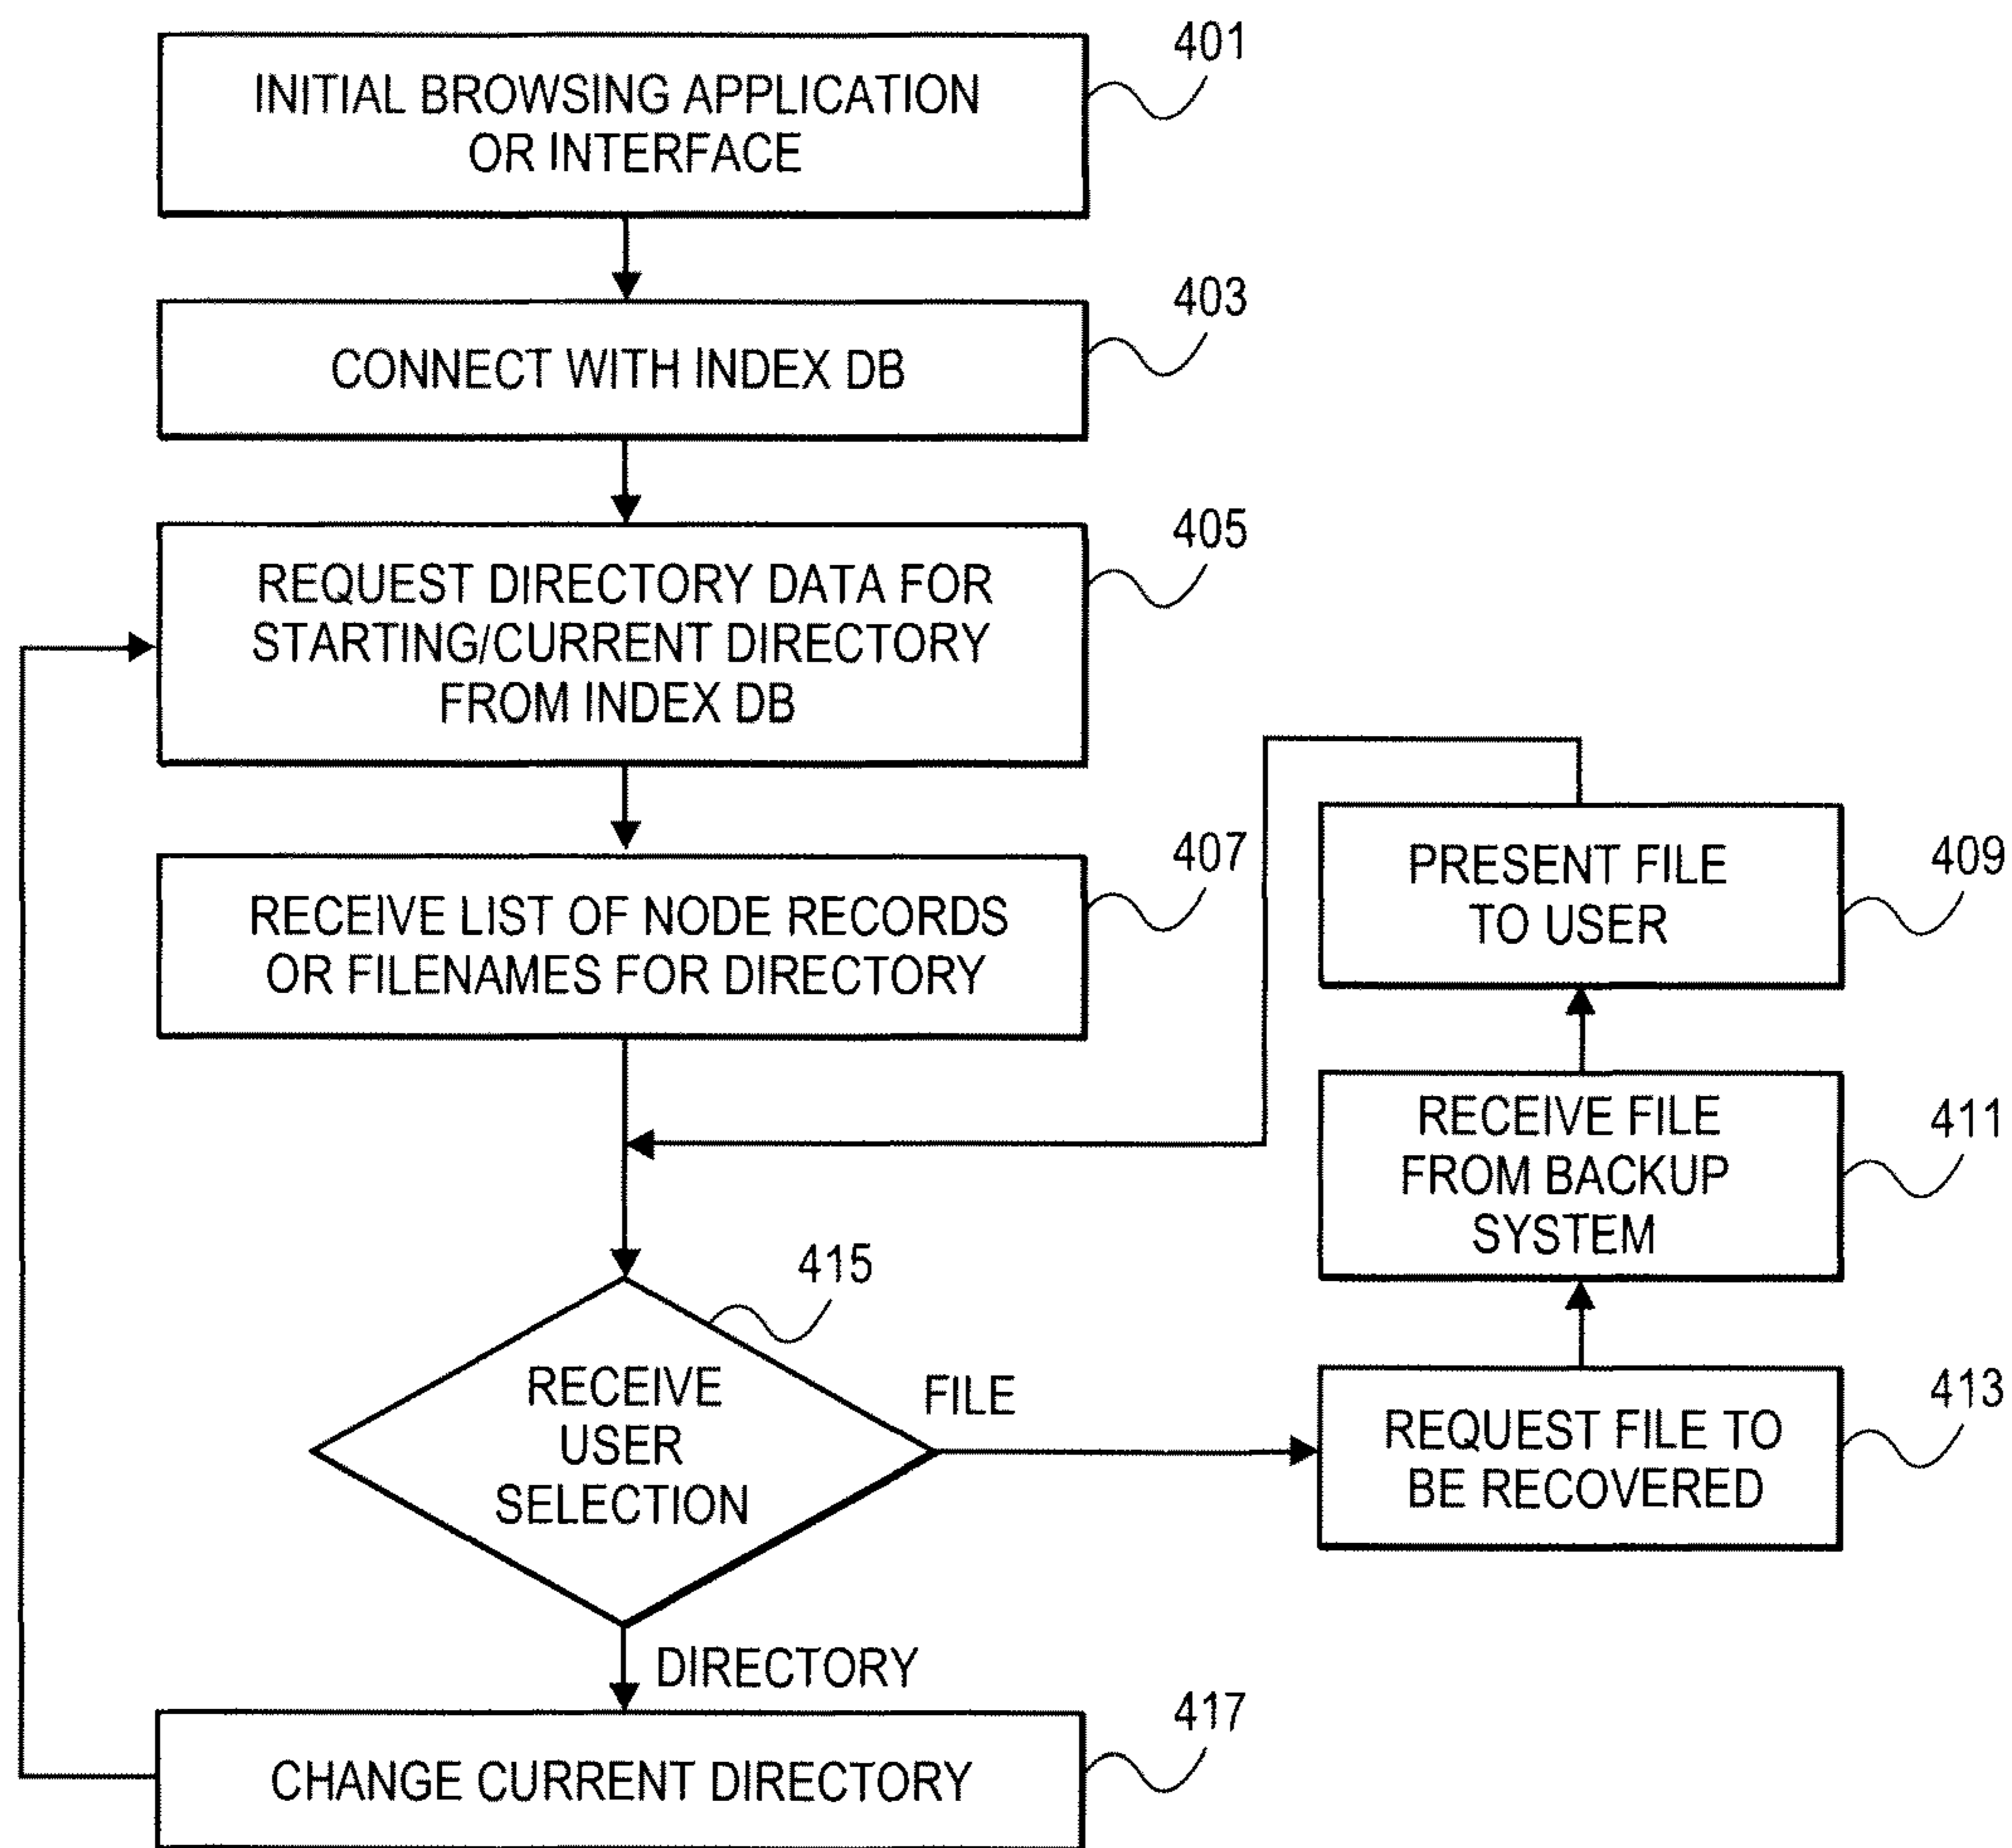 401
INITIAL BROWSING APPLICATION
OR INTERFACE
403
CONNECT WITH INDEX DB
405
REQUEST DIRECTORY DATA FOR
STARTING/CURRENT DIRECTORY
FROM INDEX DB
407
RECEIVE LIST OF NODE RECORDS
OR FILENAMES FOR DIRECTORY
409
PRESENT FILE
TO USER
411
RECEIVE FILE
FROM BACKUP
SYSTEM
415
RECEIVE
USER
SELECTION
FILE
413
REQUEST FILE TO
BE RECOVERED
DIRECTORY
417
CHANGE CURRENT DIRECTORY